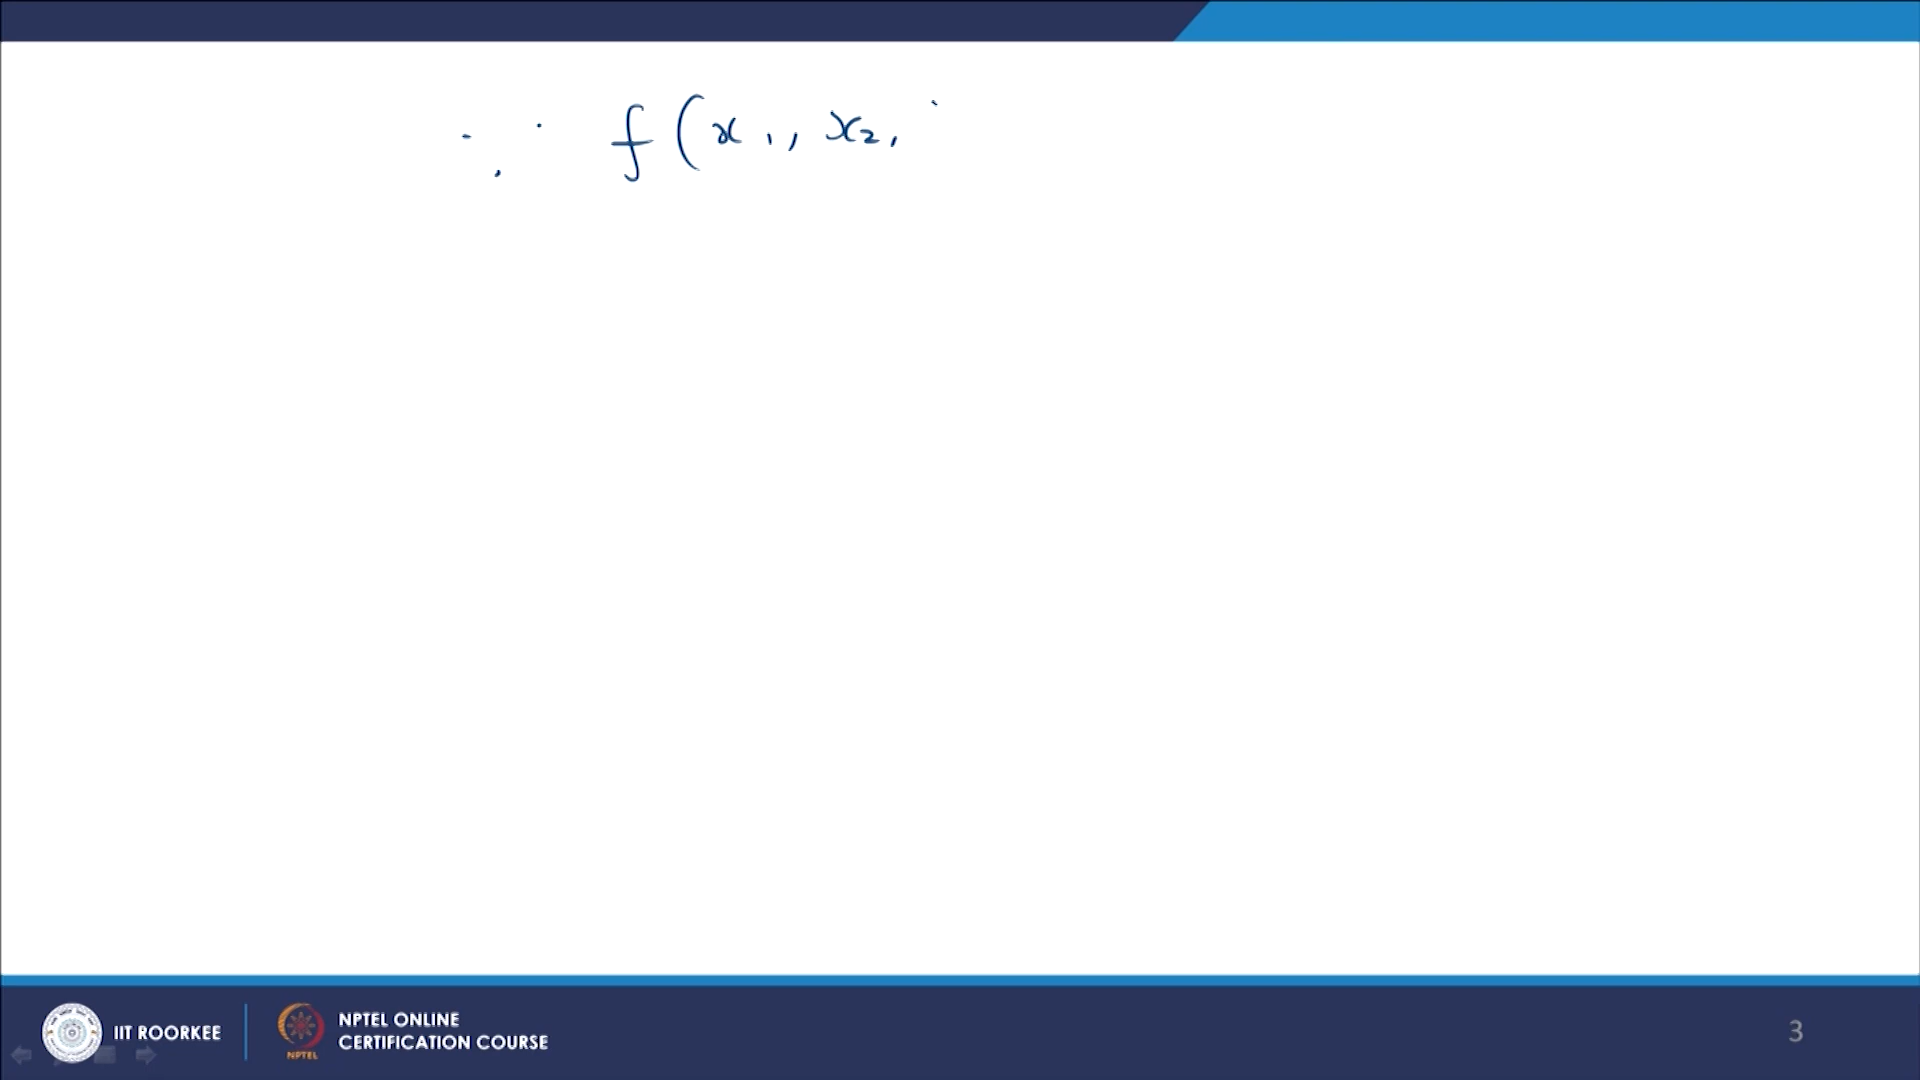 ∵ f(x₁, x₂,
IIT ROORKEE
NPTEL
NPTEL ONLINE
CERTIFICATION COURSE
3